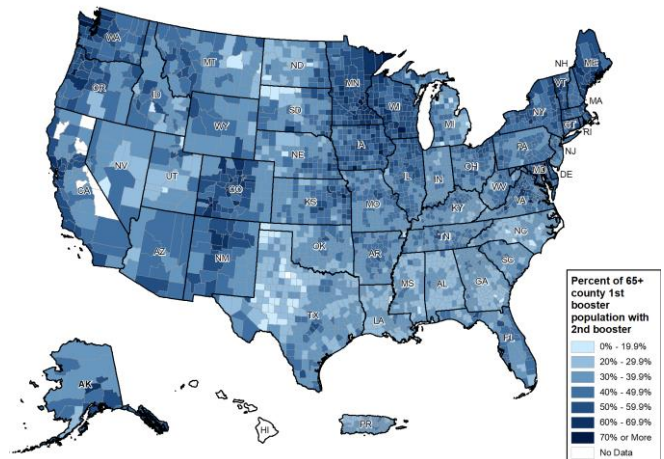 WA
MT
ND
MN
OR
ID
WY
SD
WI
MI
NH
VT
ME
MA
RI
CT
NY
NJ
PA
DE
MD
NV
UT
CO
NE
IA
IL
IN
OH
WV
VA
CA
KS
MO
KY
NC
TN
AZ
NM
OK
AR
SC
MS
AL
GA
TX
LA
FL
AK
HI
PR
Percent of 65+
county 1st
booster
population with
2nd booster
0% - 19.9%
20% - 29.9%
30% - 39.9%
40% - 49.9%
50% - 59.9%
60% - 69.9%
70% or More
No Data